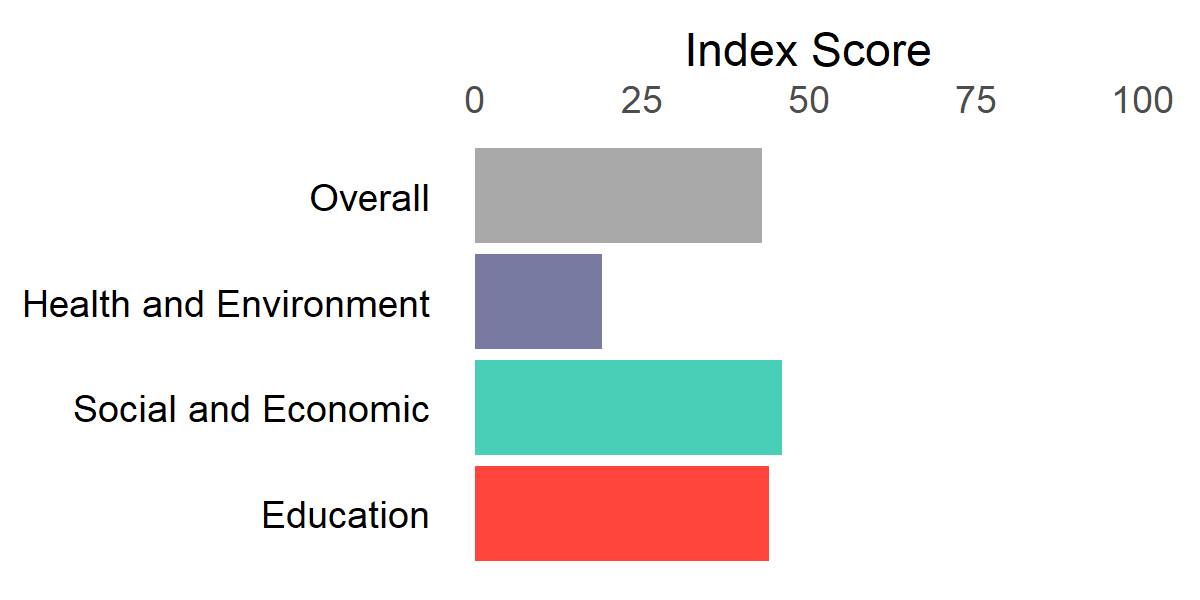 Index Score
0 25 50 75 100
Overall
Health and Environment
Social and Economic
Education